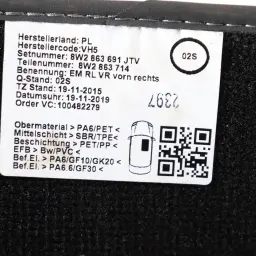 Herstellerland: PL
Herstellercode:VH5
Setnummer: 8W2 863 691 JTV
Teilenummer: 8W2 863 714
Benennung: EM RL VR vorn rechts
Q-Stand: 02S
TZ Stand: 19-11-2015
Datumsuhr: 19-11-2019
Order VC: 100482279
02S
2397
Obermaterial > PA6/PET <
Mittelschicht > SBR/TPE<
Beschichtung > PET/PP <
EFB > Bw/PVC <
Bef.El. > PA6/GF10/GK20 <
Bef.El. > PA6.6/GF30 <